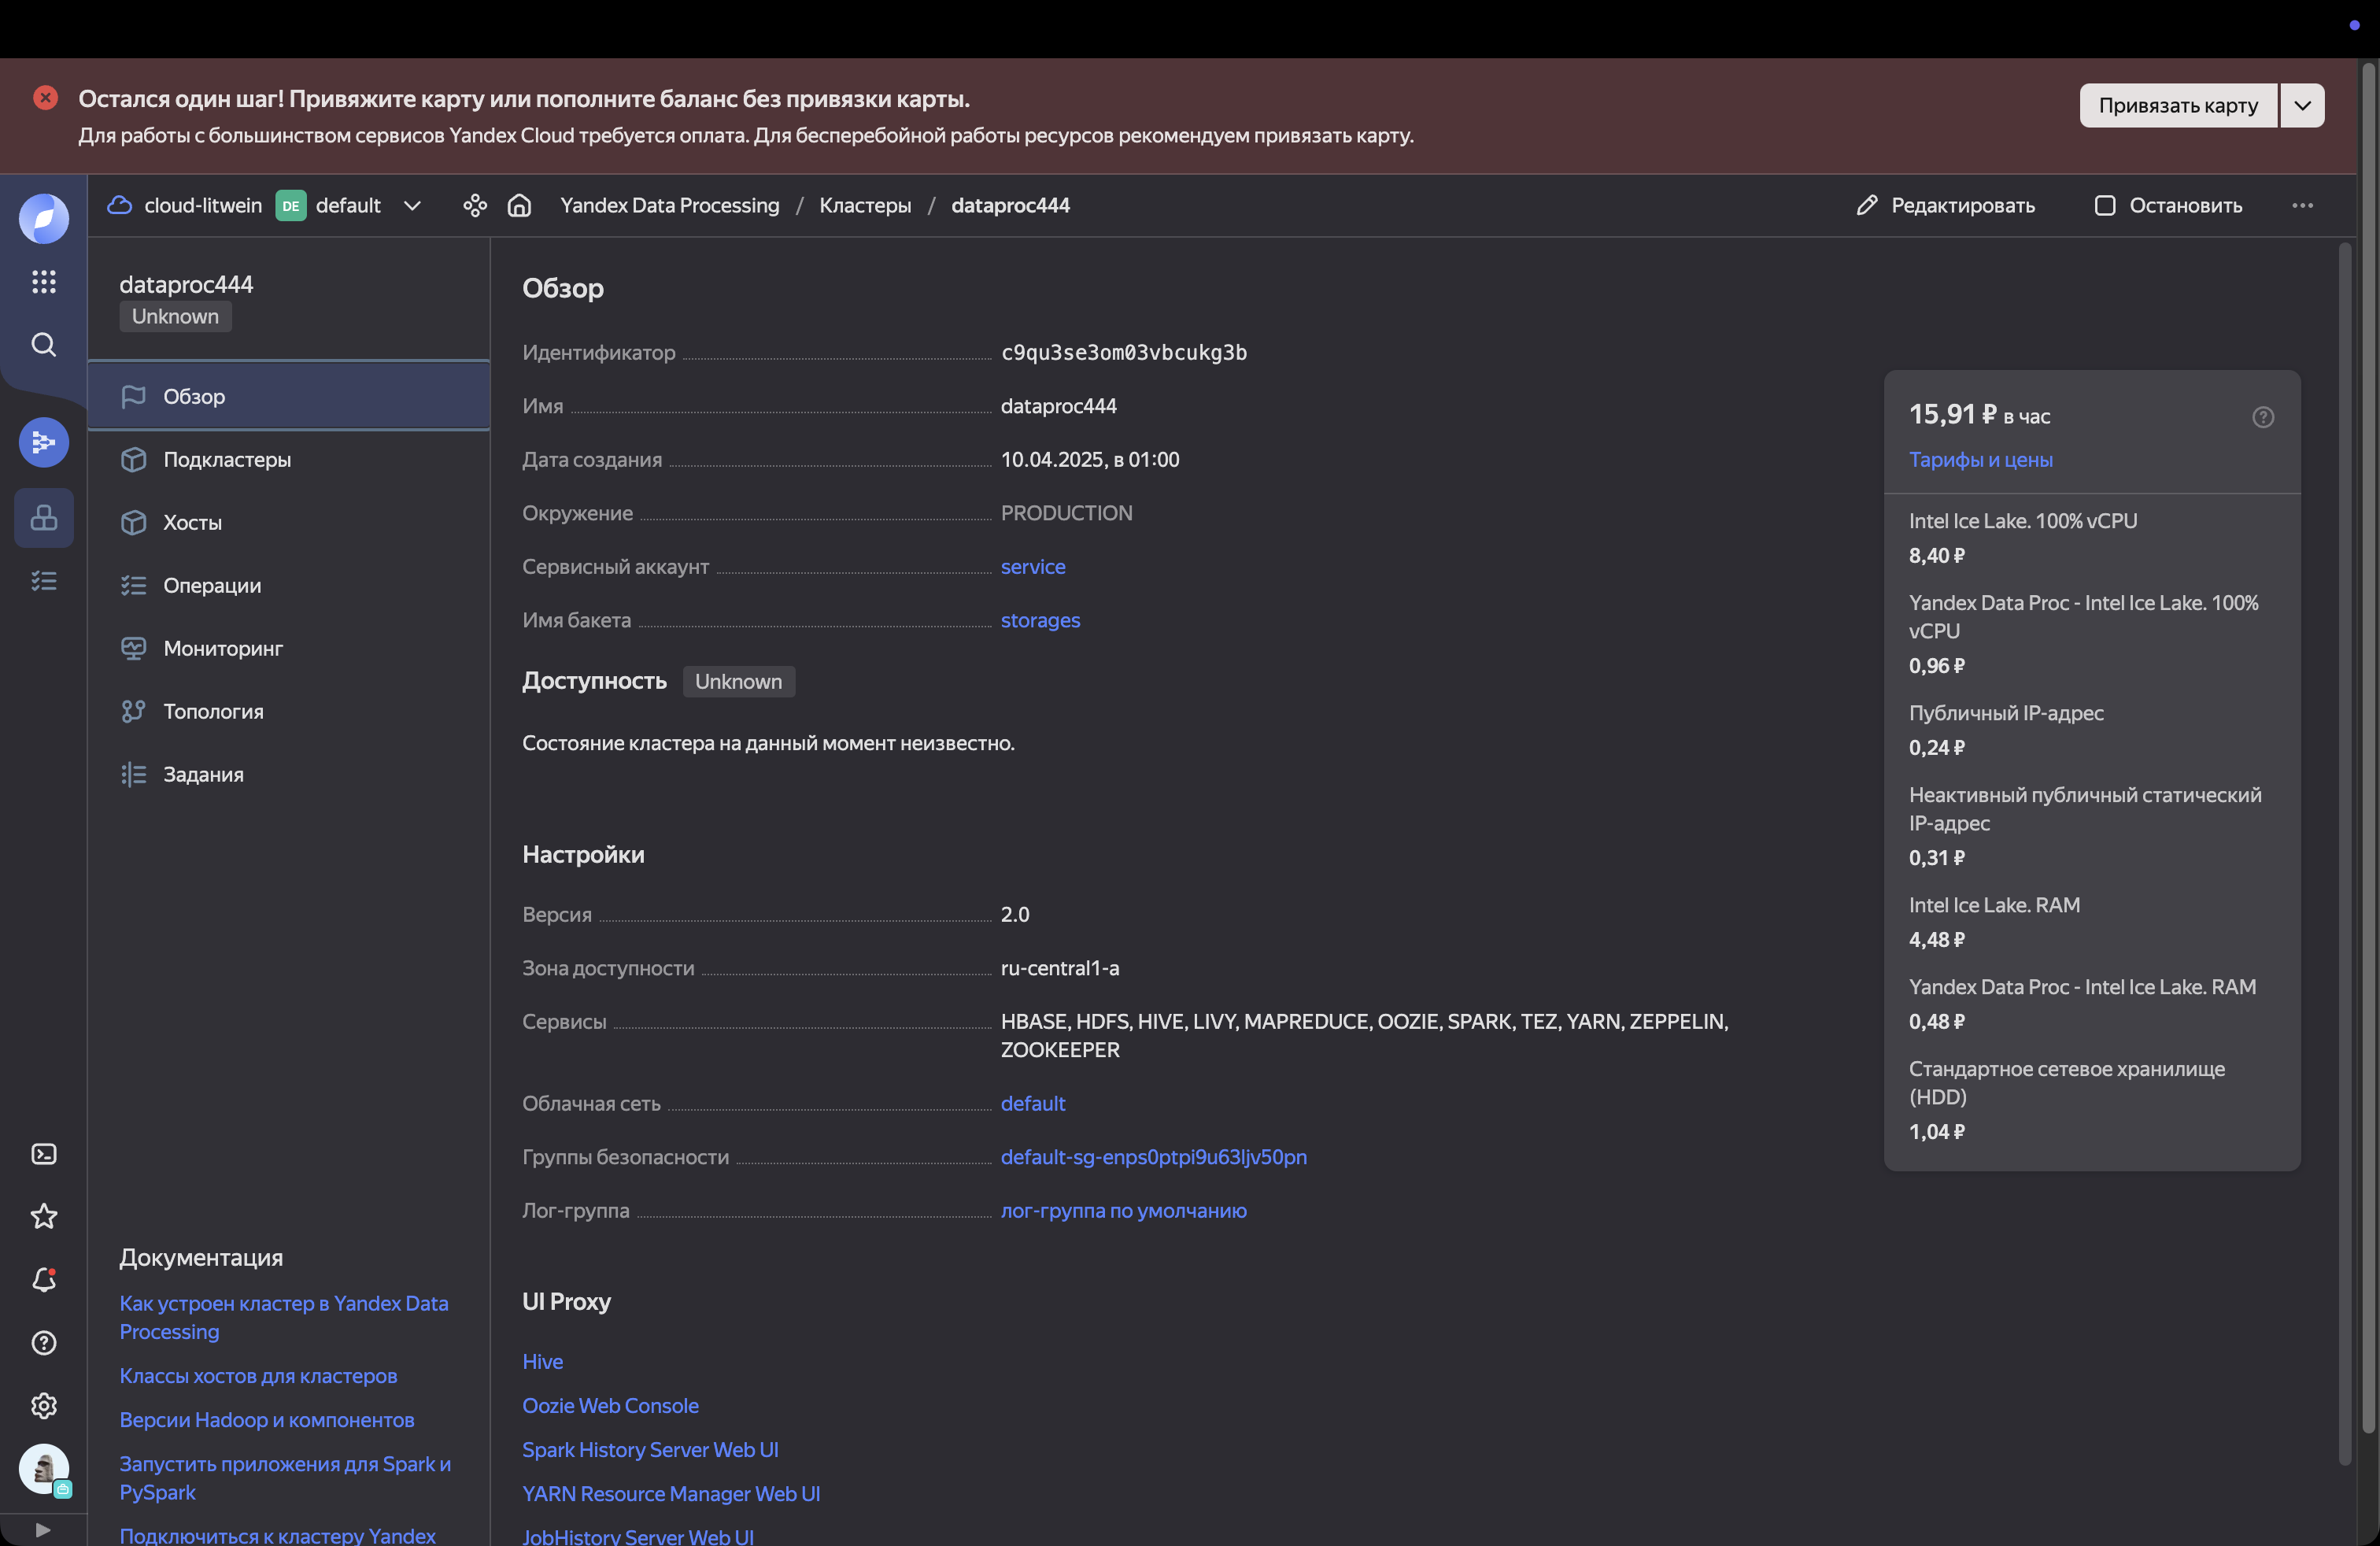 Остался один шаг! Привяжите карту или пополните баланс без привязки карты.
Для работы с большинством сервисов Yandex Cloud требуется оплата. Для бесперебойной работы ресурсов рекомендуем привязать карту.
Привязать карту
cloud-litwein DE default
Yandex Data Processing / Кластеры / dataproc444
Редактировать
Остановить
dataproc444
Unknown
Обзор
Подкластеры
Хосты
Операции
Мониторинг
Топология
Задания
Документация
Как устроен кластер в Yandex Data
Processing
Классы хостов для кластеров
Версии Hadoop и компонентов
Запустить приложения для Spark и
PySpark
Подключиться к кластеру Yandex
Обзор
Идентификатор c9qu3se3om03vbcukg3b
Имя dataproc444
Дата создания 10.04.2025, в 01:00
Окружение PRODUCTION
Сервисный аккаунт service
Имя бакета storages
Доступность Unknown
Состояние кластера на данный момент неизвестно.
Настройки
Версия 2.0
Зона доступности ru-central1-a
Сервисы HBASE, HDFS, HIVE, LIVY, MAPREDUCE, OOZIE, SPARK, TEZ, YARN, ZEPPELIN,
ZOOKEEPER
Облачная сеть default
Группы безопасности default-sg-enps0ptpi9u63ljv50pn
Лог-группа лог-группа по умолчанию
UI Proxy
Hive
Oozie Web Console
Spark History Server Web UI
YARN Resource Manager Web UI
JobHistory Server Web UI
15,91 ₽ в час
Тарифы и цены
Intel Ice Lake. 100% vCPU
8,40 ₽
Yandex Data Proc - Intel Ice Lake. 100%
vCPU
0,96 ₽
Публичный IP-адрес
0,24 ₽
Неактивный публичный статический
IP-адрес
0,31 ₽
Intel Ice Lake. RAM
4,48 ₽
Yandex Data Proc - Intel Ice Lake. RAM
0,48 ₽
Стандартное сетевое хранилище
(HDD)
1,04 ₽